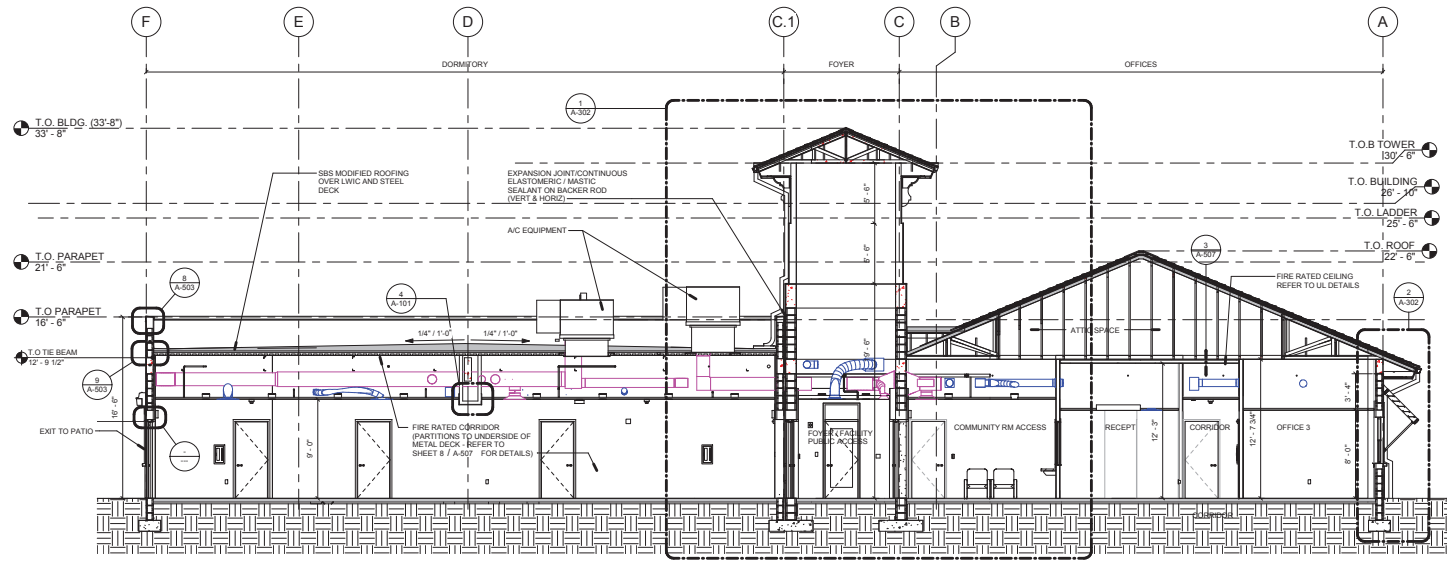 F
E
D
C.1
C
B
A
DORMITORY
FOYER
OFFICES
1
A-302
T.O. BLDG. (33'-8")
33' - 8"
T.O.B TOWER
30' - 6"
SBS MODIFIED ROOFING
OVER LWIC AND STEEL
DECK
EXPANSION JOINT/CONTINUOUS
ELASTOMERIC / MASTIC
SEALANT ON BACKER ROD
(VERT & HORIZ)
A/C EQUIPMENT
T.O. BUILDING
26' - 10"
T.O. LADDER
25' - 6"
T.O. ROOF
22' - 6"
T.O. PARAPET
21' - 6"
3
A-507
FIRE RATED CEILING
REFER TO UL DETAILS
8
A-503
4
A-101
2
A-302
T.O PARAPET
16' - 6"
1/4" / 1'-0"
1/4" / 1'-0"
ATTIC SPACE
T.O TIE BEAM
12' - 9 1/2"
9
A-503
16' - 6"
9' - 0"
3' - 4"
EXIT TO PATIO
FIRE RATED CORRIDOR
(PARTITIONS TO UNDERSIDE OF
METAL DECK - REFER TO
SHEET 8 / A-507 FOR DETAILS)
FOYER / FACILITY
PUBLIC ACCESS
COMMUNITY RM ACCESS
RECEPT
CORRIDOR
OFFICE 3
12' - 3"
12' - 7 3/4"
8' - 0"
CORRIDOR